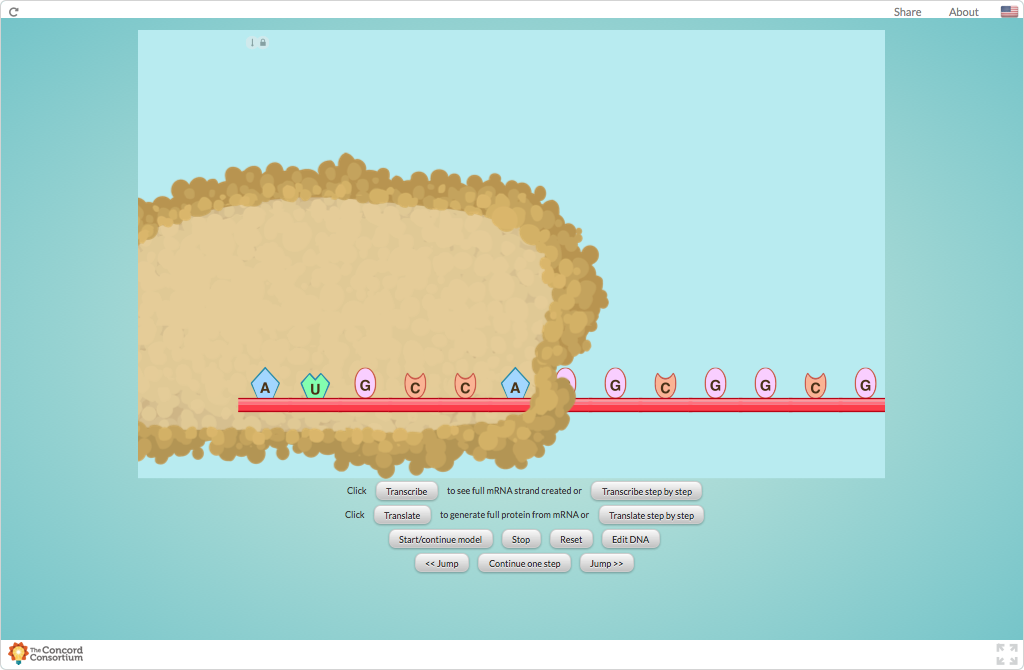 Share About
A U G C C A G C G G C G
Click Transcribe to see full mRNA strand created or Transcribe step by step
Click Translate to generate full protein from mRNA or Translate step by step
Start/continue model Stop Reset Edit DNA
<< Jump Continue one step Jump >>
The Concord
Consortium